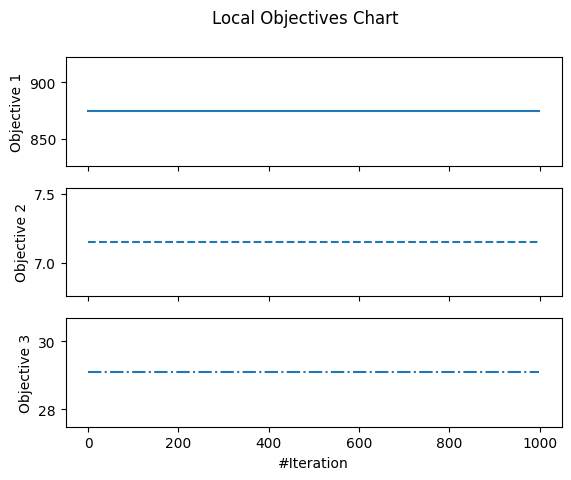 Local Objectives Chart
Objective 1
900
850
Objective 2
7.5
7.0
Objective 3
30
28
0 200 400 600 800 1000
#Iteration